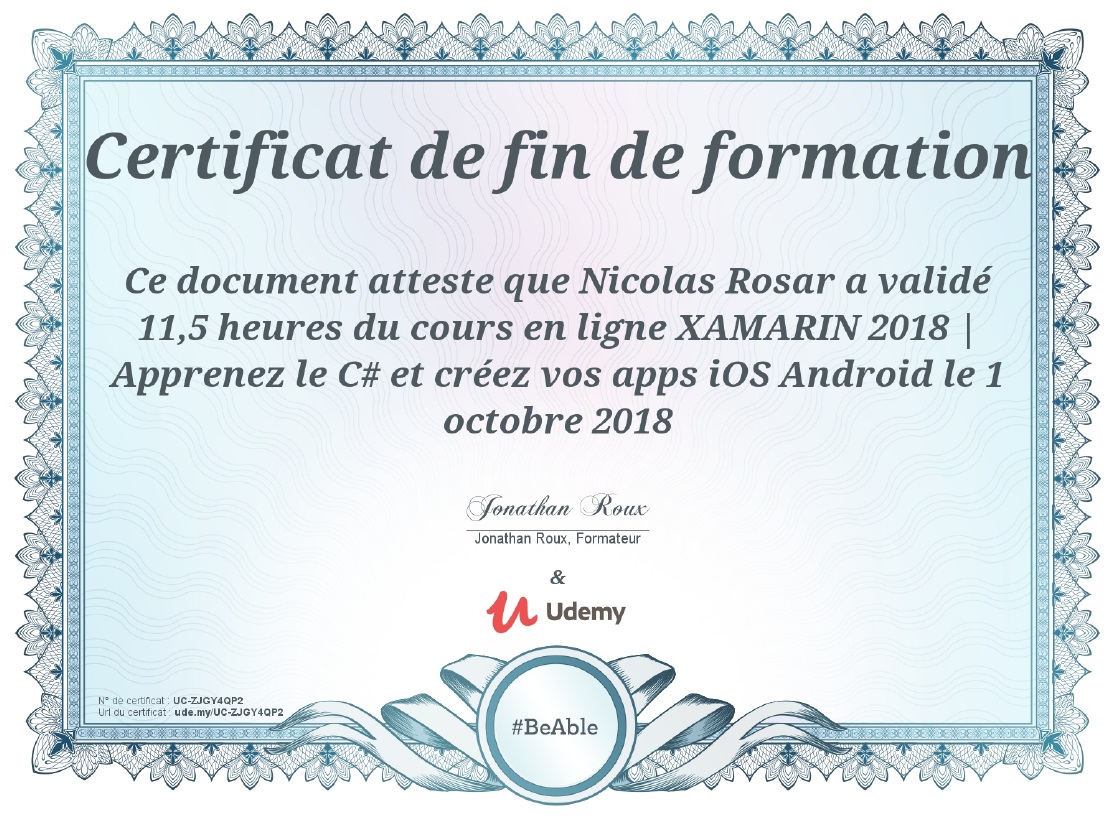 Certificat de fin de formation
Ce document atteste que Nicolas Rosar a validé
11,5 heures du cours en ligne XAMARIN 2018 |
Apprenez le C# et créez vos apps iOS Android le 1
octobre 2018
Jonathan Roux
Jonathan Roux, Formateur
&
Udemy
N° de certificat : UC-ZJGY4QP2
Url du certificat : ude.my/UC-ZJGY4QP2
#BeAble